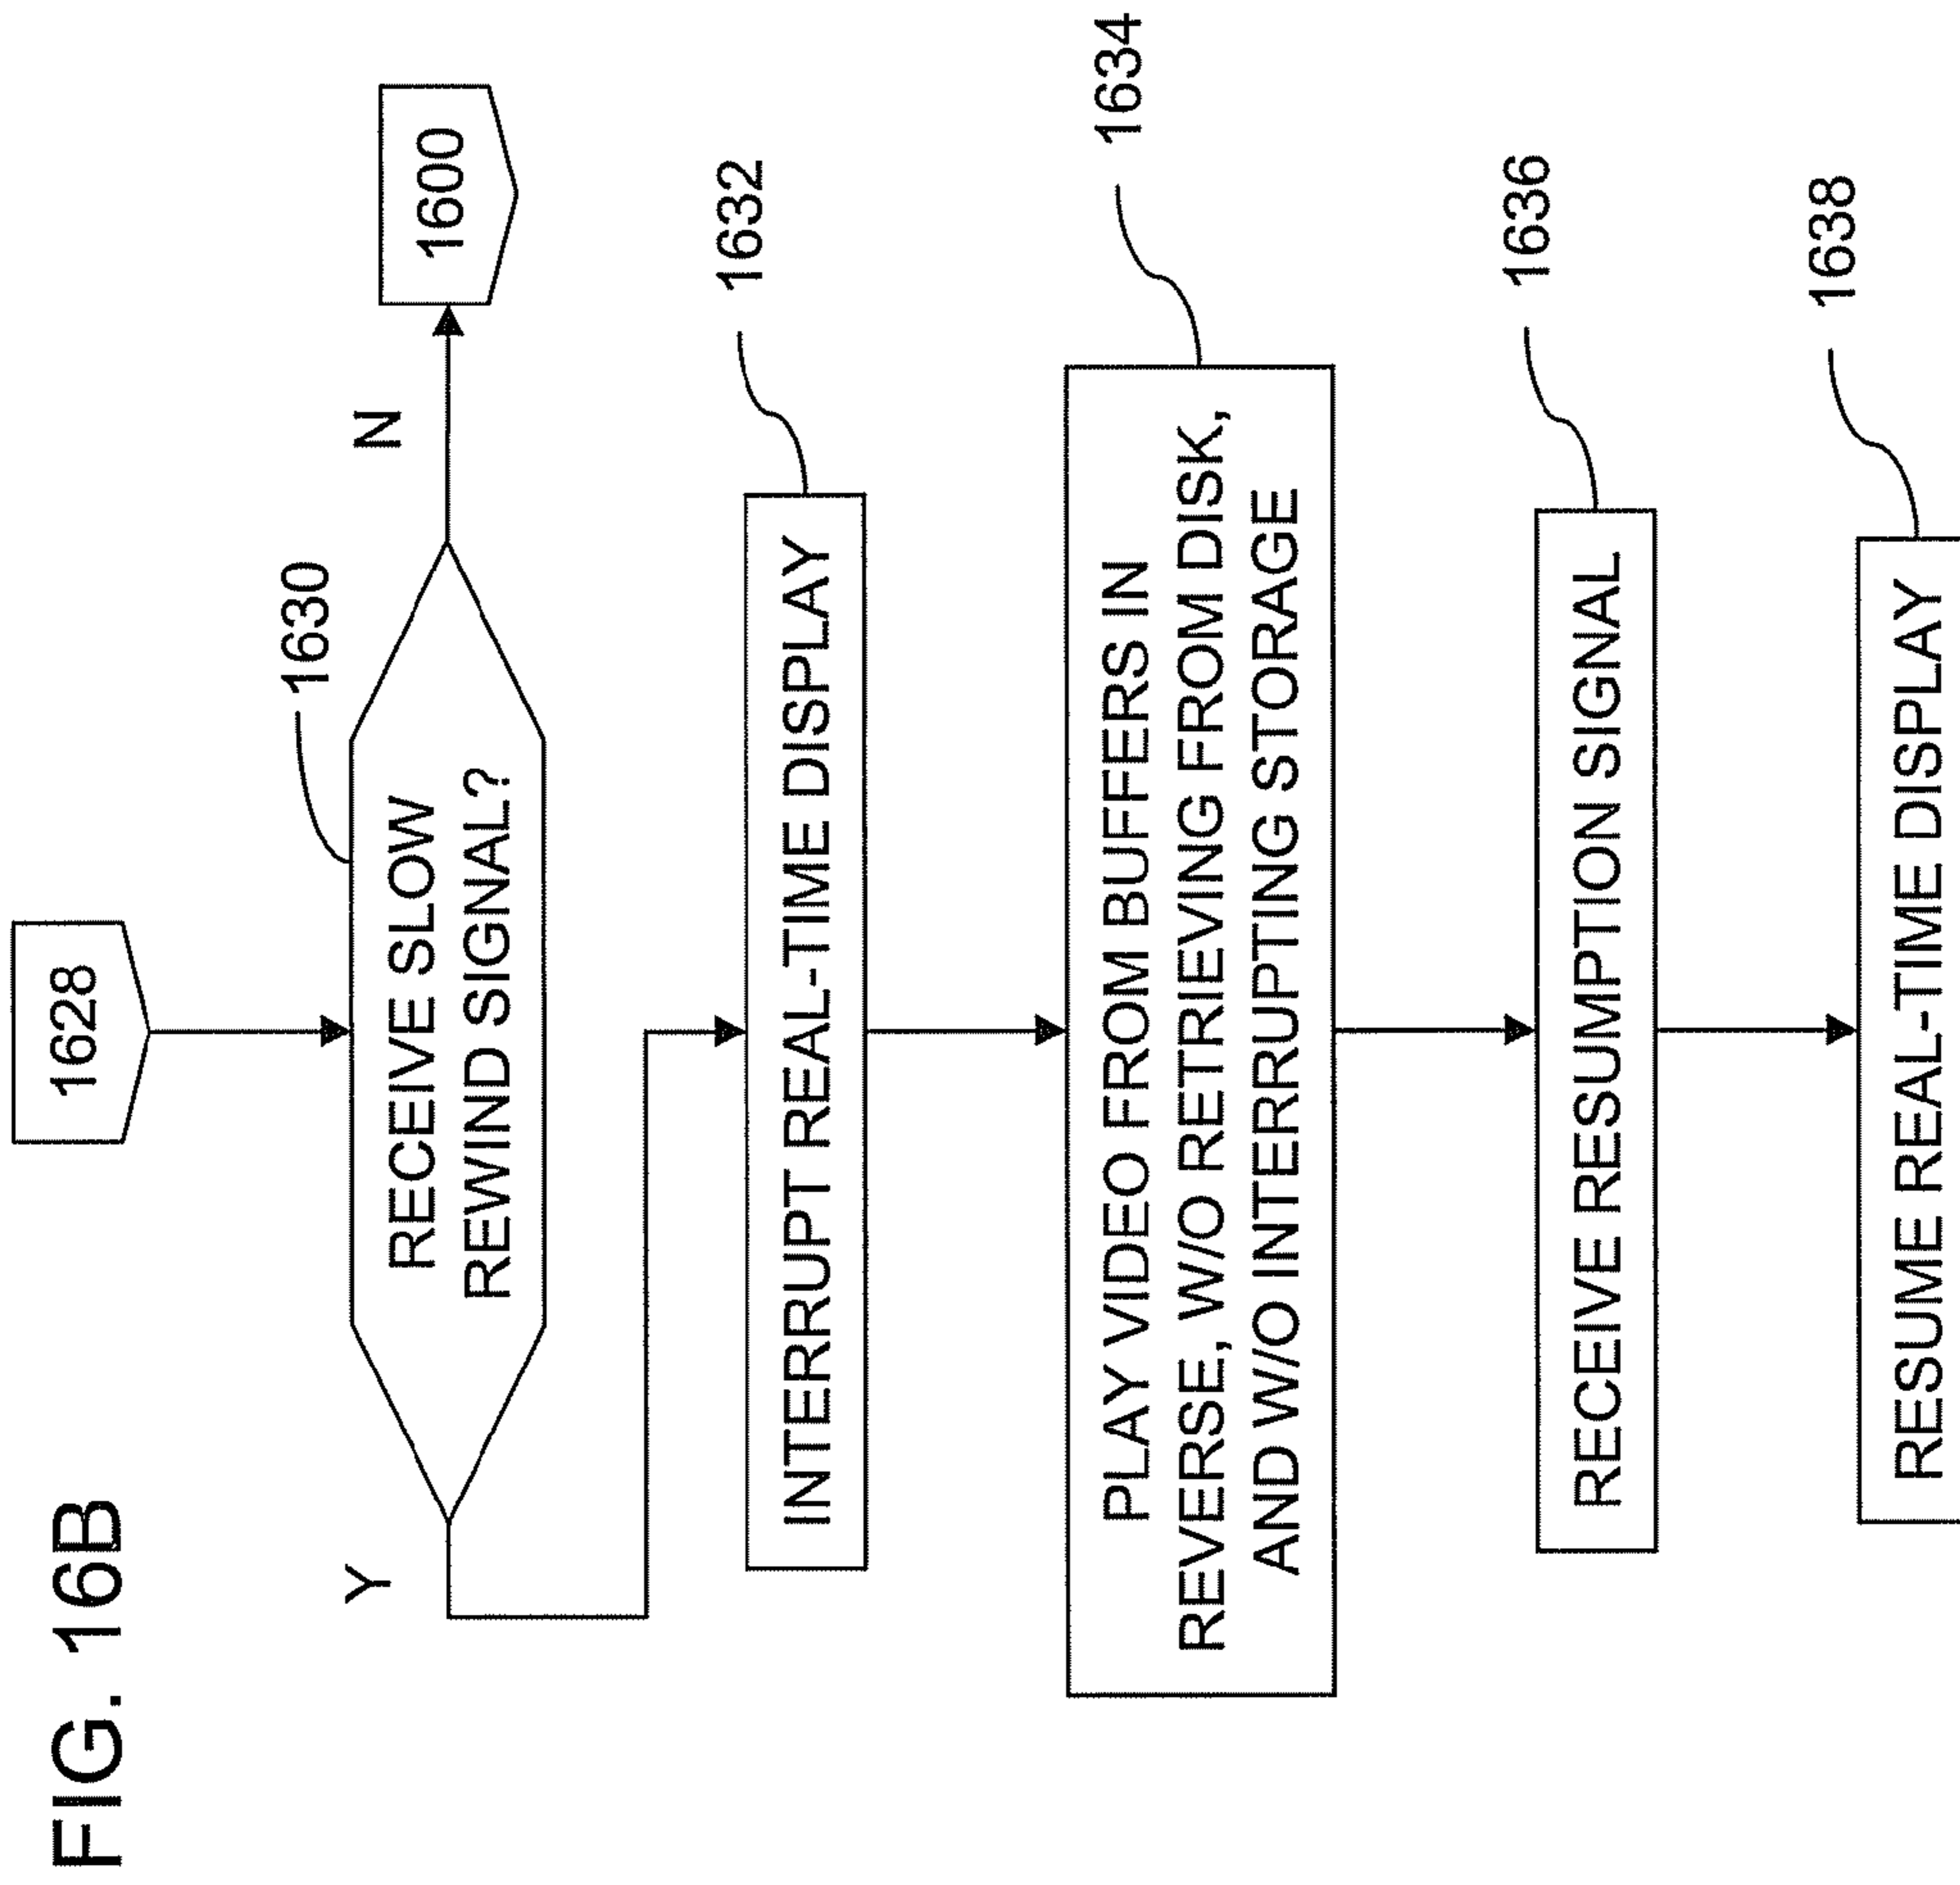 FIG. 16B
1628
1630
RECEIVE SLOW
REWIND SIGNAL?
Y
N
1600
1632
INTERRUPT REAL-TIME DISPLAY
1634
PLAY VIDEO FROM BUFFERS IN
REVERSE, W/O RETRIEVING FROM DISK,
AND W/O INTERRUPTING STORAGE
1636
RECEIVE RESUMPTION SIGNAL
1638
RESUME REAL-TIME DISPLAY